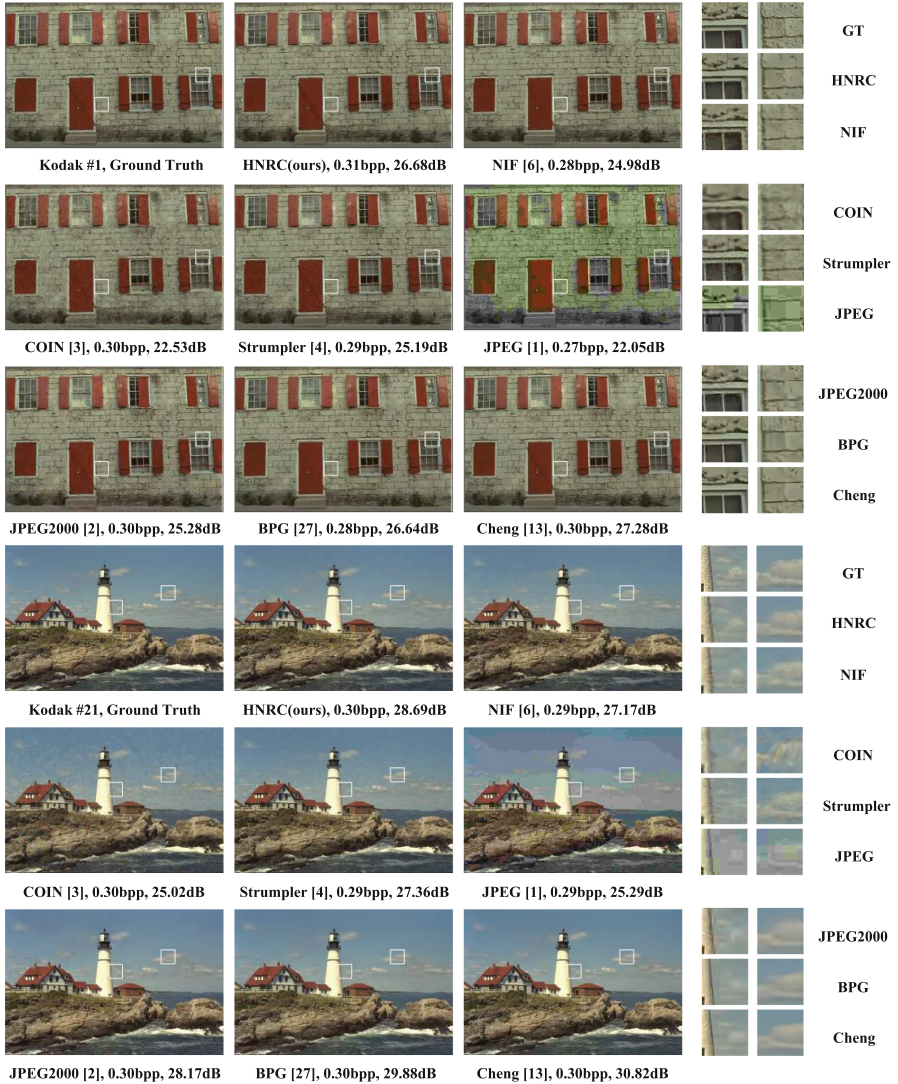 GT
HNRC
NIF
Kodak #1, Ground Truth
HNRC(ours), 0.31bpp, 26.68dB
NIF [6], 0.28bpp, 24.98dB
COIN
Strumpler
JPEG
COIN [3], 0.30bpp, 22.53dB
Strumpler [4], 0.29bpp, 25.19dB
JPEG [1], 0.27bpp, 22.05dB
JPEG2000
BPG
Cheng
JPEG2000 [2], 0.30bpp, 25.28dB
BPG [27], 0.28bpp, 26.64dB
Cheng [13], 0.30bpp, 27.28dB
GT
HNRC
NIF
Kodak #21, Ground Truth
HNRC(ours), 0.30bpp, 28.69dB
NIF [6], 0.29bpp, 27.17dB
COIN
Strumpler
JPEG
COIN [3], 0.30bpp, 25.02dB
Strumpler [4], 0.29bpp, 27.36dB
JPEG [1], 0.29bpp, 25.29dB
JPEG2000
BPG
Cheng
JPEG2000 [2], 0.30bpp, 28.17dB
BPG [27], 0.30bpp, 29.88dB
Cheng [13], 0.30bpp, 30.82dB